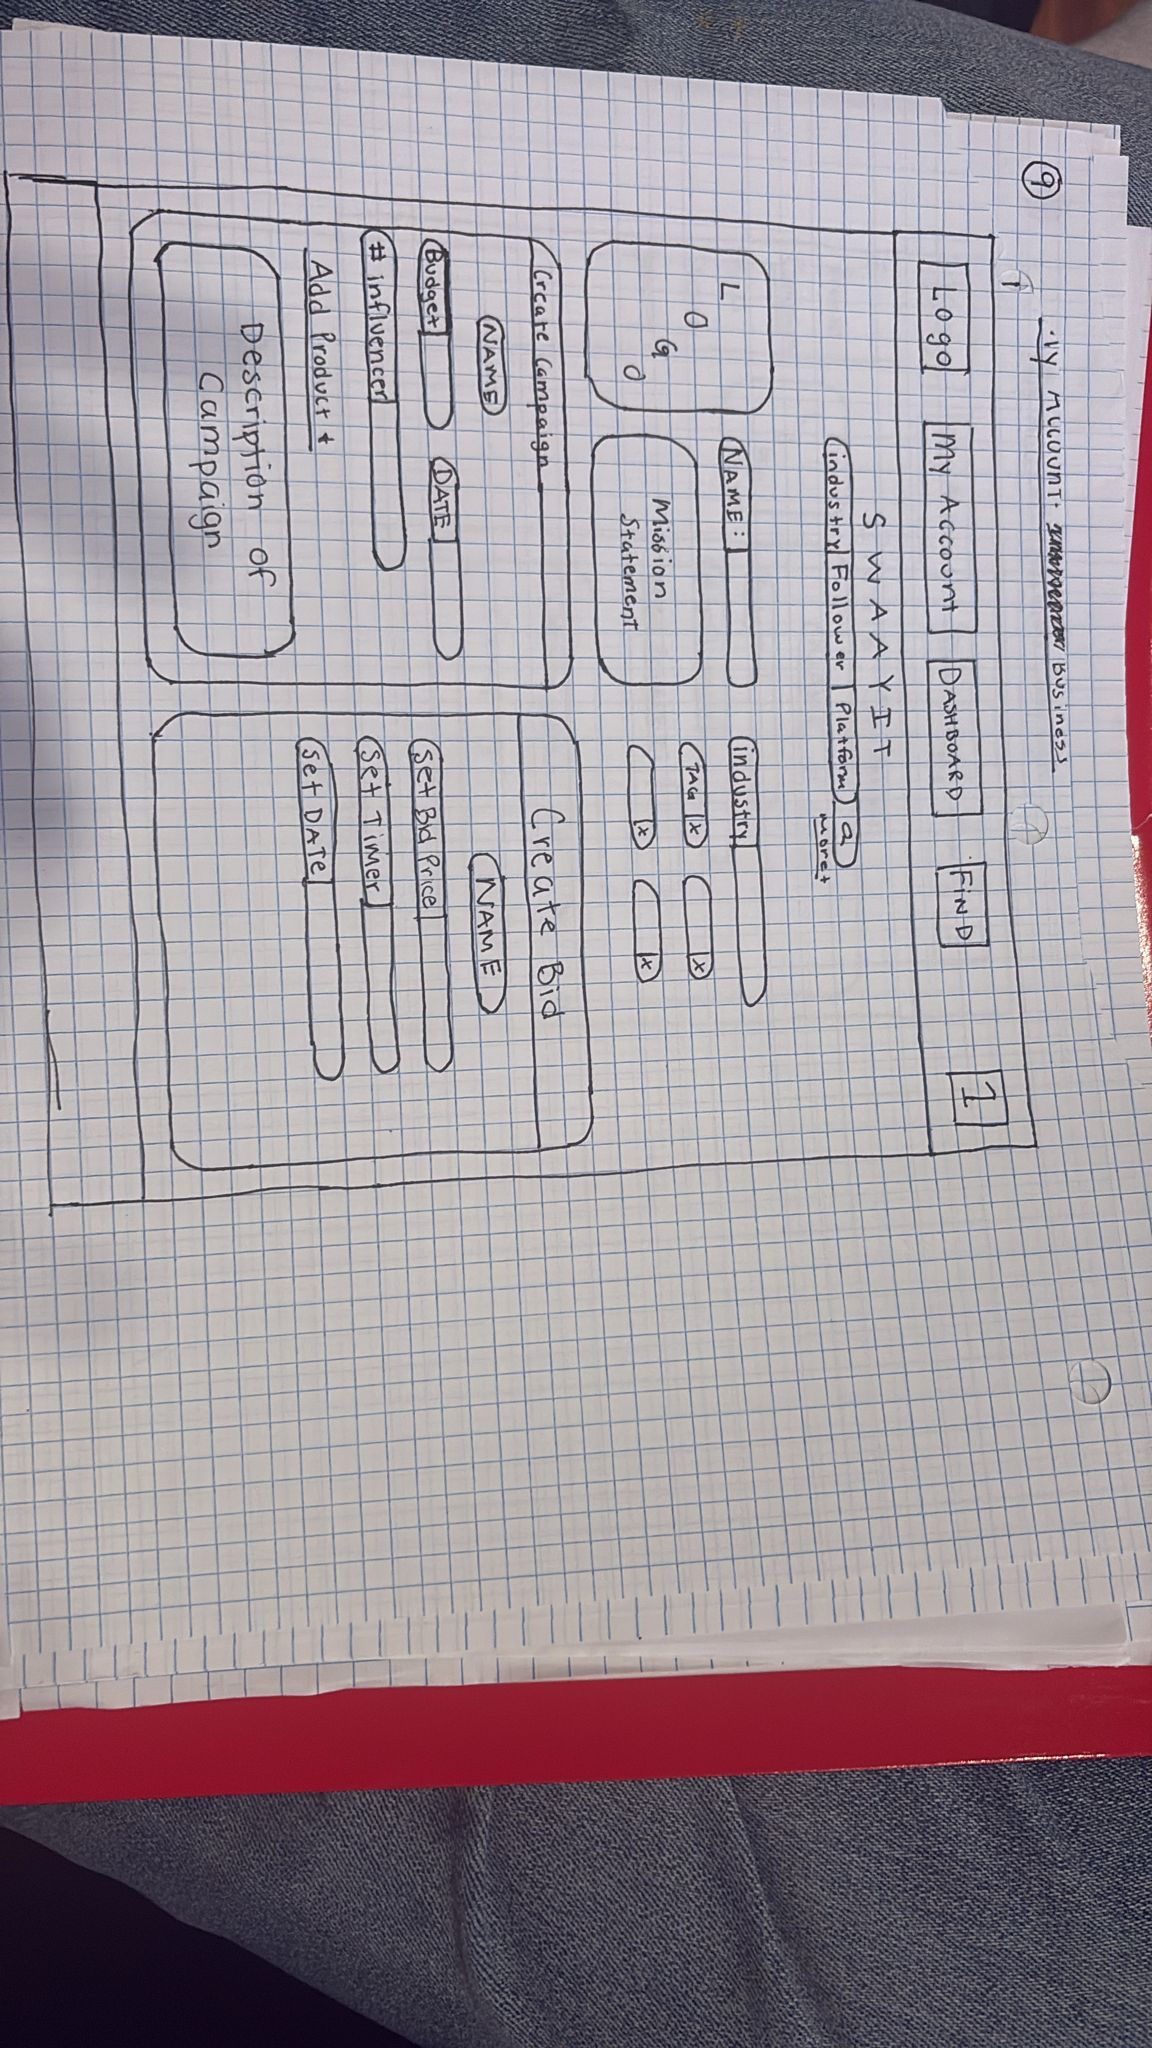 9
My Account: Business
Logo
My Account
DASHBOARD
FIND
1
SWAAYIT
industry Follower Platform Q
more+
LOGO
NAME:
industry
Mission
Statement
TAG x
x
x
x
Create Campaign
NAME
Budget
DATE
# influencer
Add Product +
Description of
Campaign
Create Bid
NAME
Set Bid Price
Set Timer
Set DATE